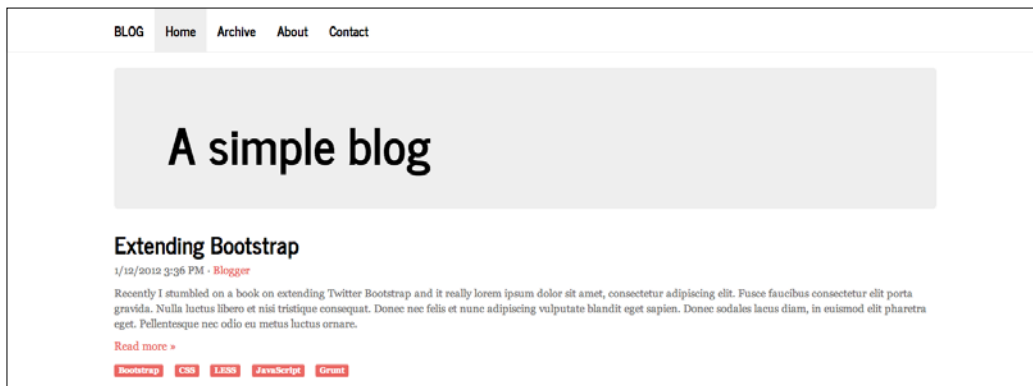 BLOG Home Archive About Contact
A simple blog
Extending Bootstrap
1/12/2012 3:36 PM - Blogger
Recently I stumbled on a book on extending Twitter Bootstrap and it really lorem ipsum dolor sit amet, consectetur adipiscing elit. Fusce faucibus consectetur elit porta
gravida. Nulla luctus libero et nisi tristique consequat. Donec nec felis et nunc adipiscing vulputate blandit eget sapien. Donec sodales lacus diam, in euismod elit pharetra
eget. Pellentesque nec odio eu metus luctus ornare.
Read more »
Bootstrap CSS LESS JavaScript Grunt